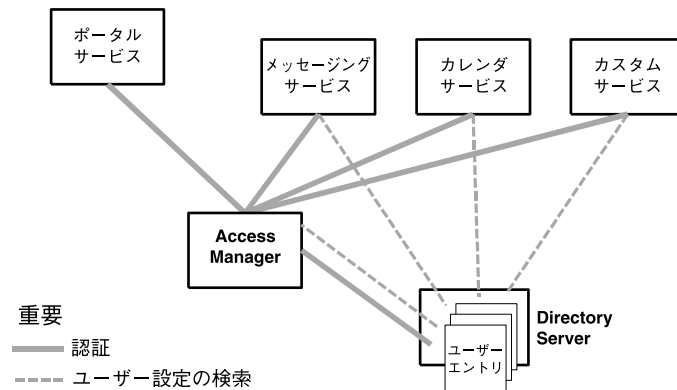 ポータル
サービス
メッセージング
サービス
カレンダ
サービス
カスタム
サービス
Access
Manager
Directory
Server
ユーザー
エントリ
重要
認証
ユーザー設定の検索